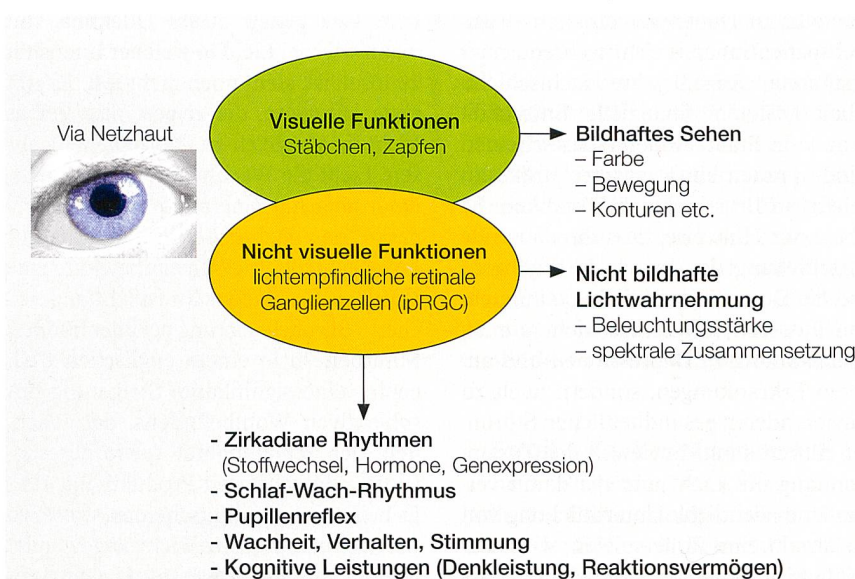 Via Netzhaut
Visuelle Funktionen
Stäbchen, Zapfen
Bildhaftes Sehen
– Farbe
– Bewegung
– Konturen etc.
Nicht visuelle Funktionen
lichtempfindliche retinale
Ganglienzellen (ipRGC)
Nicht bildhafte
Lichtwahrnehmung
– Beleuchtungsstärke
– spektrale Zusammensetzung
- Zirkadiane Rhythmen
(Stoffwechsel, Hormone, Genexpression)
- Schlaf-Wach-Rhythmus
- Pupillenreflex
- Wachheit, Verhalten, Stimmung
- Kognitive Leistungen (Denkleistung, Reaktionsvermögen)